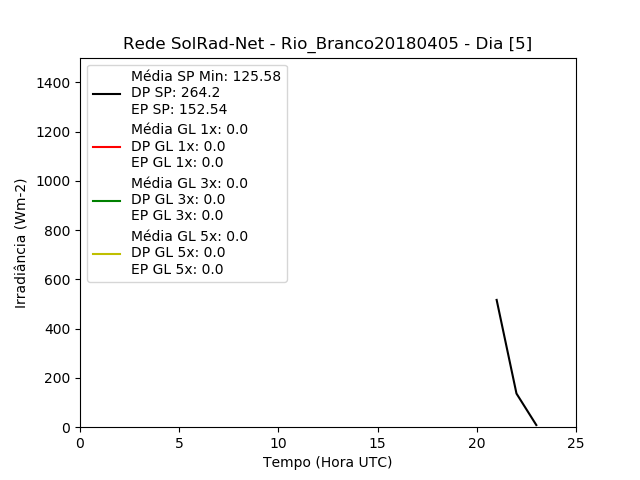 Rede SolRad-Net - Rio_Branco20180405 - Dia [5]
Média SP Min: 125.58
DP SP: 264.2
EP SP: 152.54
Média GL 1x: 0.0
DP GL 1x: 0.0
EP GL 1x: 0.0
Média GL 3x: 0.0
DP GL 3x: 0.0
EP GL 3x: 0.0
Média GL 5x: 0.0
DP GL 5x: 0.0
EP GL 5x: 0.0
Irradiância (Wm-2)
1400
1200
1000
800
600
400
200
0
0 5 10 15 20 25
Tempo (Hora UTC)